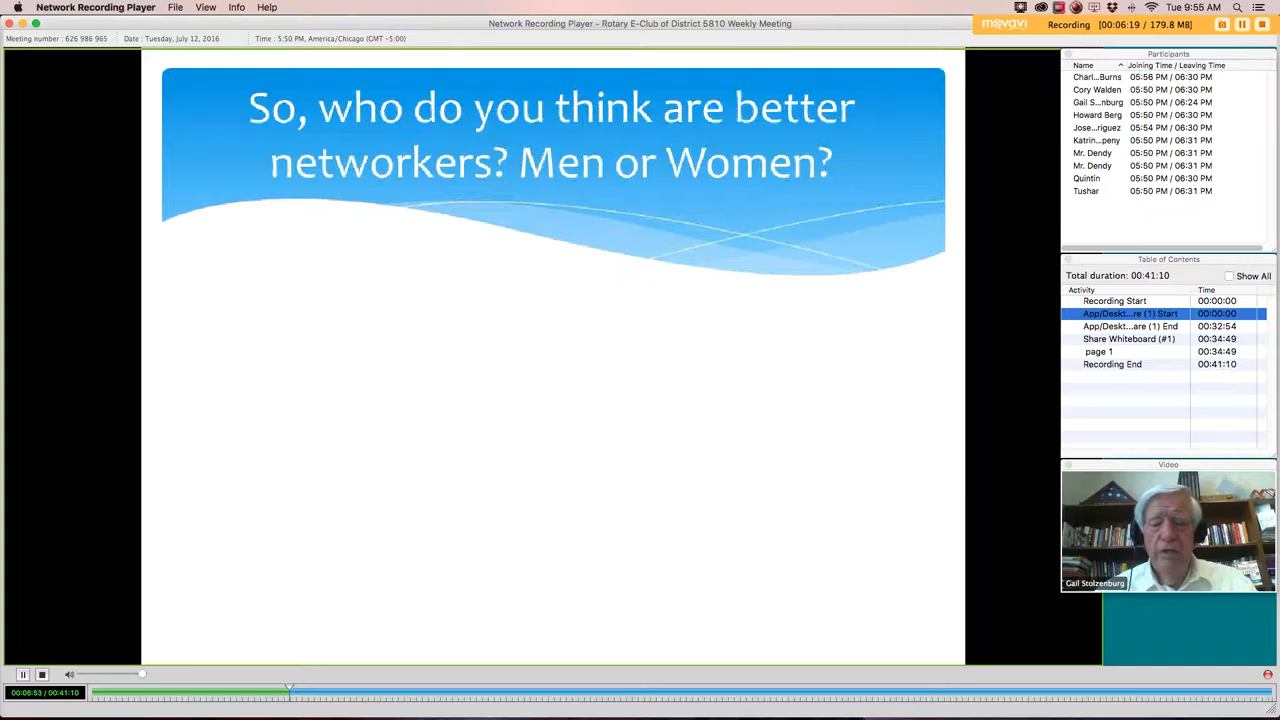 Network Recording Player File View Info Help
Tue 9:55 AM
Network Recording Player - Rotary E-Club of District 5810 Weekly Meeting
movavi
Recording [00:06:19 / 179.8 MB]
Meeting number : 626 986 965 Date : Tuesday, July 12, 2016 Time : 5:50 PM, America/Chicago (GMT -5:00)
So, who do you think are better
networkers? Men or Women?
Participants
Name Joining Time / Leaving Time
Charl...Burns 05:56 PM / 06:30 PM
Cory Walden 05:50 PM / 06:30 PM
Gail S...nburg 05:50 PM / 06:24 PM
Howard Berg 05:54 PM / 06:30 PM
Jose...riguez 05:54 PM / 06:30 PM
Katrin...peny 05:50 PM / 06:31 PM
Mr. Dendy 05:50 PM / 06:31 PM
Mr. Dendy 05:50 PM / 06:31 PM
Quintin 05:50 PM / 06:30 PM
Tushar 05:50 PM / 06:31 PM
Table of Contents
Total duration: 00:41:10 Show All
Activity Time
Recording Start 00:00:00
App/Deskt...re (1) Start 00:00:00
App/Deskt...are (1) End 00:32:54
Share Whiteboard (#1) 00:34:49
page 1 00:34:49
Recording End 00:41:10
Video
Gail Stolzenburg
00:06:53 / 00:41:10